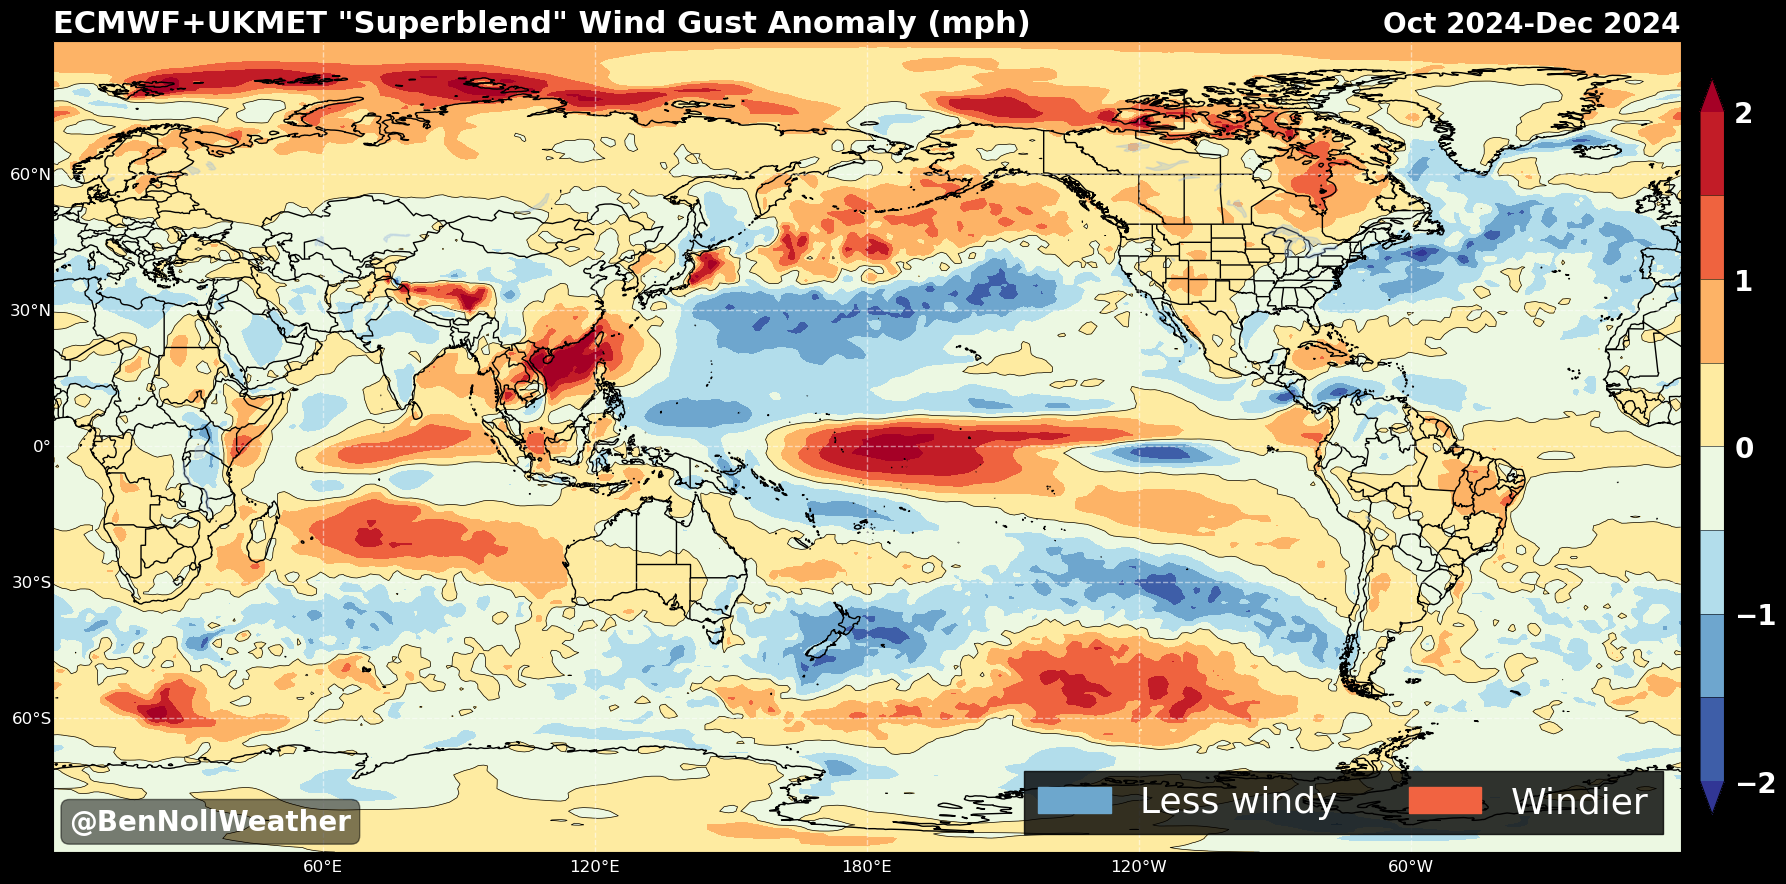 ECMWF+UKMET "Superblend" Wind Gust Anomaly (mph)
Oct 2024-Dec 2024
60°N
30°N
0°
30°S
60°S
60°E
120°E
180°E
120°W
60°W
2
1
0
−1
−2
Less windy
Windier
@BenNollWeather